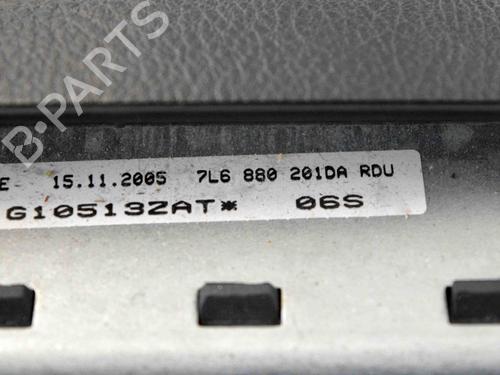 E 15.11.2005 7L6 880 201DA RDU
G10513ZAT* 06S
B-PARTS